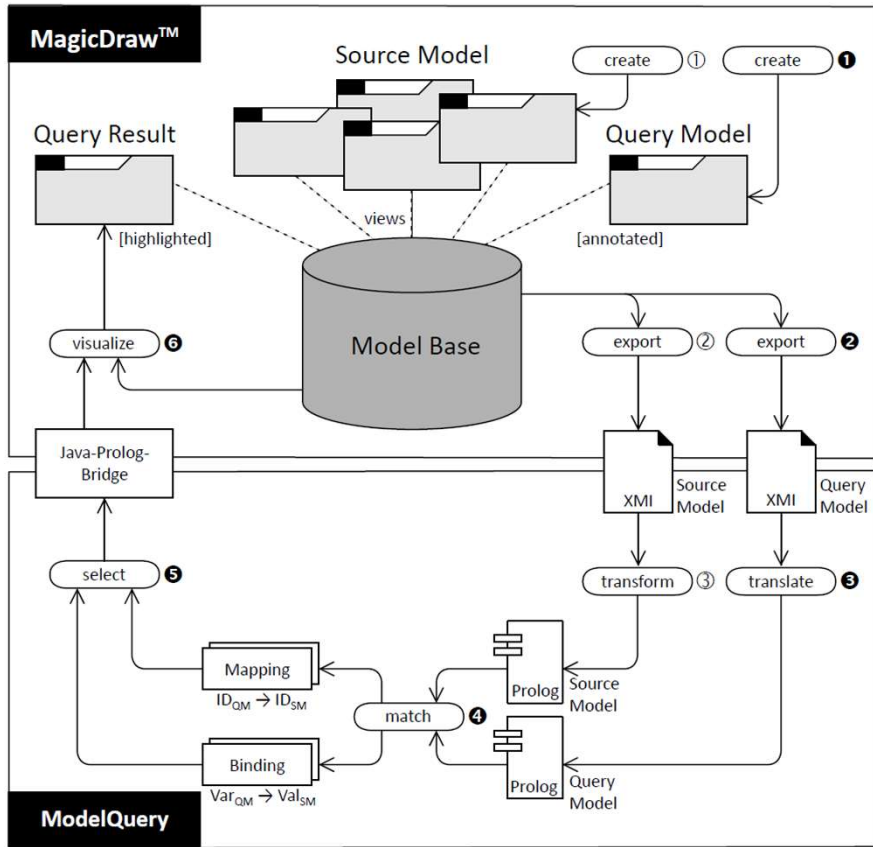 MagicDraw™
Source Model
create ① create ❶
Query Result
Query Model
views
[highlighted]
[annotated]
Model Base
visualize ❻
export ② export ❷
Java-Prolog-
Bridge
XMI
Source
Model
XMI
Query
Model
select ❺
transform ③ translate ❸
Mapping
ID_QM → ID_SM
Prolog
Source
Model
match ❹
Binding
Var_QM → Val_SM
Prolog
Query
Model
ModelQuery